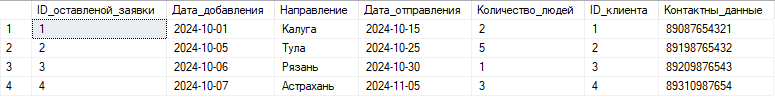 ID_оставленой_заявки Дата_добавления Направление Дата_отправления Количество_людей ID_клиента Контактны_данные
1 1 2024-10-01 Калуга 2024-10-15 2 1 89087654321
2 2 2024-10-05 Тула 2024-10-25 5 2 89198765432
3 3 2024-10-06 Рязань 2024-10-30 1 3 89209876543
4 4 2024-10-07 Астрахань 2024-11-05 3 4 89310987654